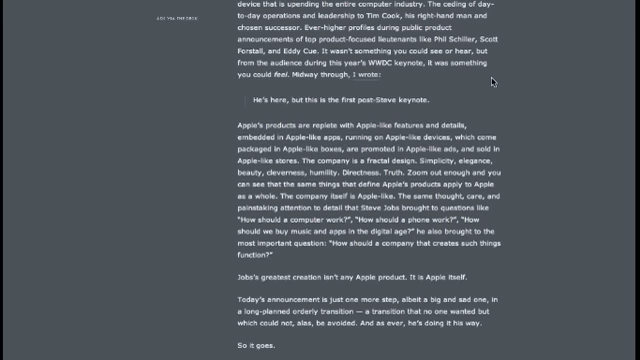 ADS VIA THE DECK
device that is upending the entire computer industry. The ceding of day-
to-day operations and leadership to Tim Cook, his right-hand man and
chosen successor. Ever-higher profiles during public product
announcements of top product-focused lieutenants like Phil Schiller, Scott
Forstall, and Eddy Cue. It wasn't something you could see or hear, but
from the audience during this year's WWDC keynote, it was something
you could feel. Midway through, I wrote:
He's here, but this is the first post-Steve keynote.
Apple's products are replete with Apple-like features and details,
embedded in Apple-like apps, running on Apple-like devices, which come
packaged in Apple-like boxes, are promoted in Apple-like ads, and sold in
Apple-like stores. The company is a fractal design. Simplicity, elegance,
beauty, cleverness, humility. Directness. Truth. Zoom out enough and you
can see that the same things that define Apple's products apply to Apple
as a whole. The company itself is Apple-like. The same thought, care, and
painstaking attention to detail that Steve Jobs brought to questions like
"How should a computer work?", "How should a phone work?", "How
should we buy music and apps in the digital age?" he also brought to the
most important question: "How should a company that creates such things
function?"
Jobs's greatest creation isn't any Apple product. It is Apple itself.
Today's announcement is just one more step, albeit a big and sad one, in
a long-planned orderly transition — a transition that no one wanted but
which could not, alas, be avoided. And as ever, he's doing it his way.
So it goes.